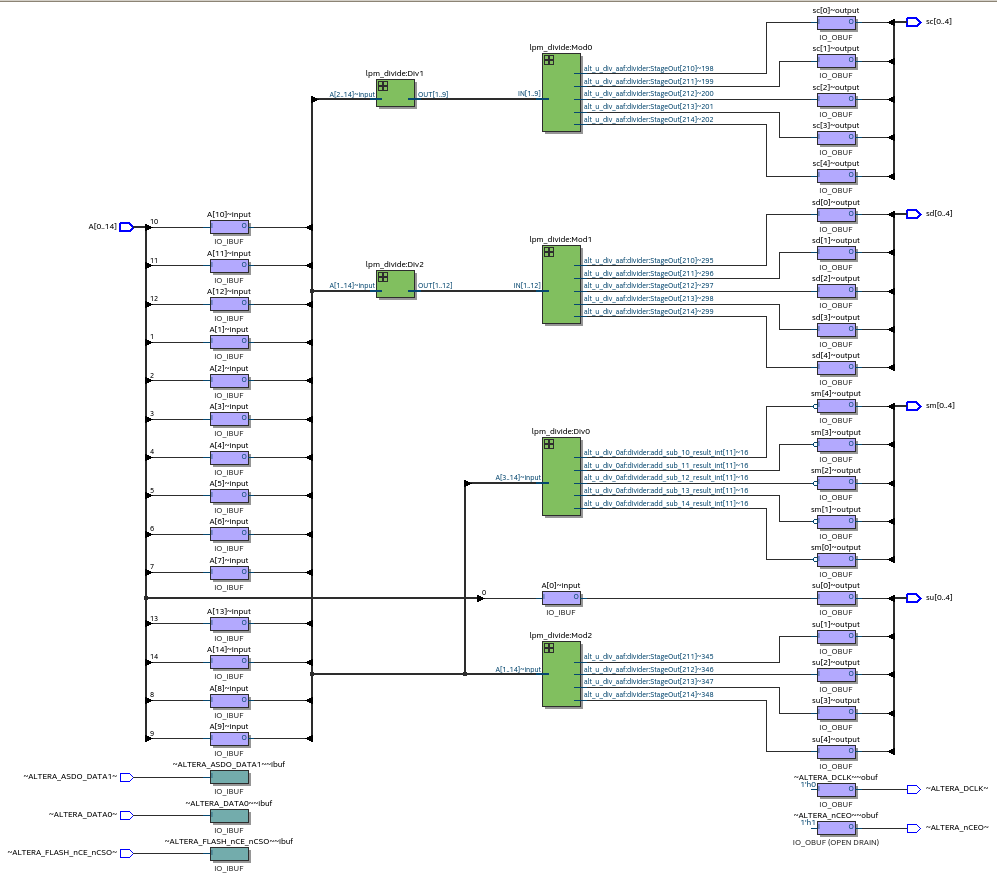 sc[0]~output
sc[0..4]
IO_OBUF
sc[1]~output
IO_OBUF
sc[2]~output
IO_OBUF
sc[3]~output
IO_OBUF
sc[4]~output
IO_OBUF
lpm_divide:Mod0
alt_u_div_aaf:divider:StageOut[210]~198
alt_u_div_aaf:divider:StageOut[211]~199
alt_u_div_aaf:divider:StageOut[212]~200
alt_u_div_aaf:divider:StageOut[213]~201
alt_u_div_aaf:divider:StageOut[214]~202
IN[1..9]
lpm_divide:Div1
A[2..14]~input
OUT[1..9]
sd[0]~output
sd[0..4]
IO_OBUF
sd[1]~output
IO_OBUF
sd[2]~output
IO_OBUF
sd[3]~output
IO_OBUF
sd[4]~output
IO_OBUF
lpm_divide:Mod1
alt_u_div_aaf:divider:StageOut[210]~295
alt_u_div_aaf:divider:StageOut[211]~296
alt_u_div_aaf:divider:StageOut[212]~297
alt_u_div_aaf:divider:StageOut[213]~298
alt_u_div_aaf:divider:StageOut[214]~299
IN[1..12]
lpm_divide:Div2
A[1..14]~input
OUT[1..12]
A[0..14]
10
A[10]~input
IO_IBUF
11
A[11]~input
IO_IBUF
12
A[12]~input
IO_IBUF
1
A[1]~input
IO_IBUF
2
A[2]~input
IO_IBUF
3
A[3]~input
IO_IBUF
4
A[4]~input
IO_IBUF
5
A[5]~input
IO_IBUF
6
A[6]~input
IO_IBUF
7
A[7]~input
IO_IBUF
13
A[13]~input
IO_IBUF
14
A[14]~input
IO_IBUF
8
A[8]~input
IO_IBUF
9
A[9]~input
IO_IBUF
sm[4]~output
sm[0..4]
IO_OBUF
sm[3]~output
IO_OBUF
sm[2]~output
IO_OBUF
sm[1]~output
IO_OBUF
sm[0]~output
IO_OBUF
lpm_divide:Div0
alt_u_div_0af:divider:add_sub_10_result_int[11]~16
alt_u_div_0af:divider:add_sub_11_result_int[11]~16
alt_u_div_0af:divider:add_sub_12_result_int[11]~16
alt_u_div_0af:divider:add_sub_13_result_int[11]~16
alt_u_div_0af:divider:add_sub_14_result_int[11]~16
A[3..14]~input
0
A[0]~input
IO_IBUF
su[0]~output
su[0..4]
IO_OBUF
su[1]~output
IO_OBUF
su[2]~output
IO_OBUF
su[3]~output
IO_OBUF
su[4]~output
IO_OBUF
lpm_divide:Mod2
alt_u_div_aaf:divider:StageOut[211]~345
alt_u_div_aaf:divider:StageOut[212]~346
alt_u_div_aaf:divider:StageOut[213]~347
alt_u_div_aaf:divider:StageOut[214]~348
A[1..14]~input
~ALTERA_ASDO_DATA1~
~ALTERA_ASDO_DATA1~~ibuf
IO_IBUF
~ALTERA_DATA0~
~ALTERA_DATA0~~ibuf
IO_IBUF
~ALTERA_FLASH_nCE_nCSO~
~ALTERA_FLASH_nCE_nCSO~~ibuf
IO_IBUF
~ALTERA_DCLK~~obuf
1'h0
IO_OBUF
~ALTERA_DCLK~
~ALTERA_nCEO~~obuf
1'h1
IO_OBUF (OPEN DRAIN)
~ALTERA_nCEO~